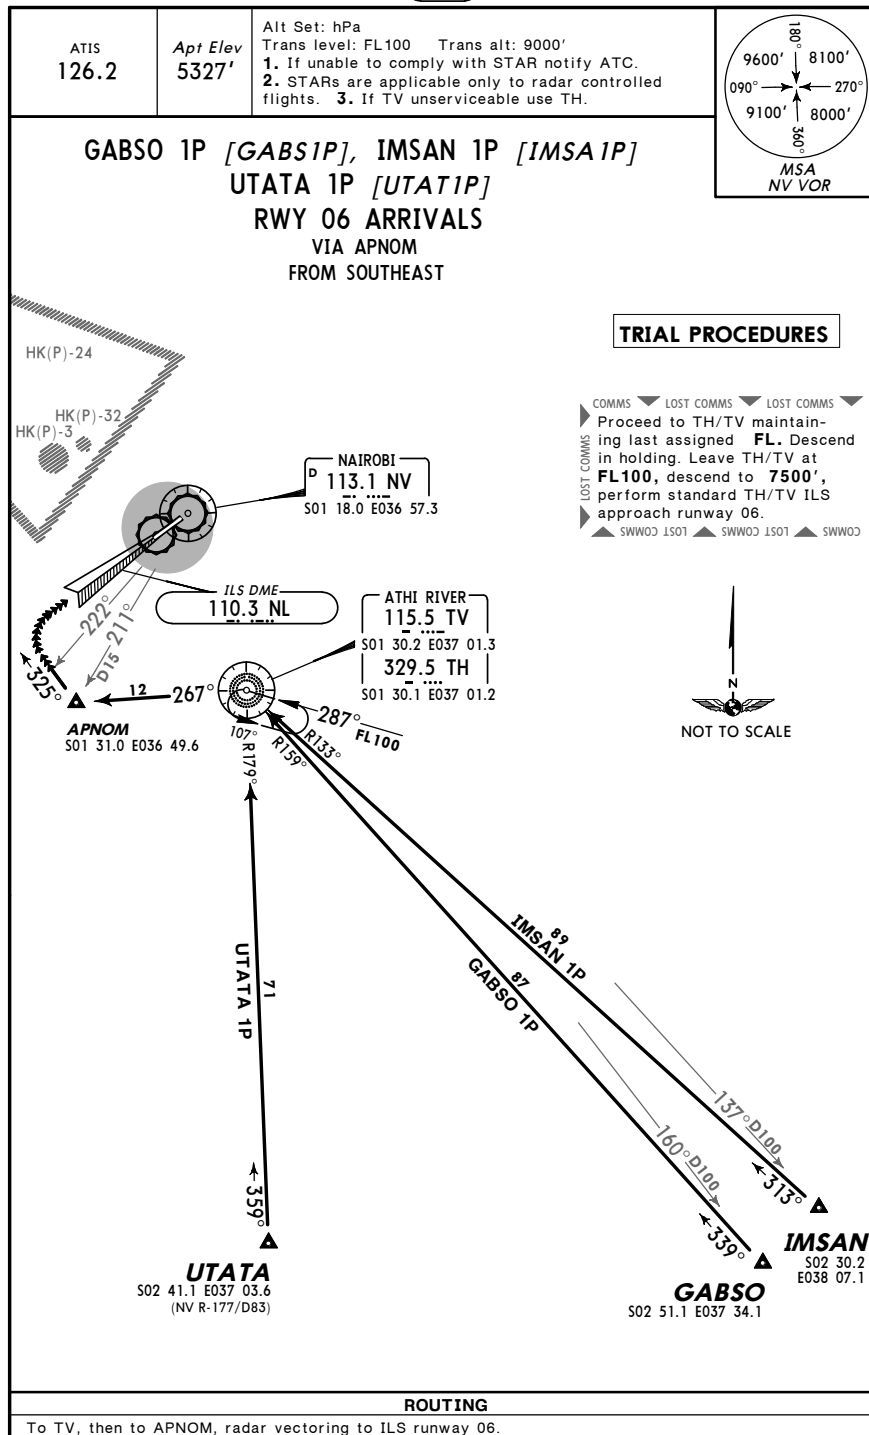 ATIS
126.2
Apt Elev
5327'
Alt Set: hPa
Trans level: FL100 Trans alt: 9000'
1. If unable to comply with STAR notify ATC.
2. STARs are applicable only to radar controlled
flights. 3. If TV unserviceable use TH.
180°
9600' 8100'
090° 270°
9100' 8000'
360°
MSA
NV VOR
GABSO 1P [GABS1P], IMSAN 1P [IMSA1P]
UTATA 1P [UTAT1P]
RWY 06 ARRIVALS
VIA APNOM
FROM SOUTHEAST
TRIAL PROCEDURES
HK(P)-24
HK(P)-32
HK(P)-3
COMMS LOST COMMS LOST COMMS
LOST COMMS
Proceed to TH/TV maintain-
ing last assigned FL. Descend
in holding. Leave TH/TV at
FL100, descend to 7500',
perform standard TH/TV ILS
approach runway 06.
LOST COMMS LOST COMMS COMMS
NAIROBI
D 113.1 NV
S01 18.0 E036 57.3
ILS DME
110.3 NL
ATHI RIVER
115.5 TV
S01 30.2 E037 01.3
329.5 TH
S01 30.1 E037 01.2
222°
211°
D15
325°
12
267°
APNOM
S01 31.0 E036 49.6
287°
FL100
107°
R179°
R159°
R133°
N
NOT TO SCALE
89
IMSAN 1P
87
GABSO 1P
71
UTATA 1P
137° D100
160° D100
313°
339°
359°
IMSAN
S02 30.2
E038 07.1
UTATA
S02 41.1 E037 03.6
(NV R-177/D83)
GABSO
S02 51.1 E037 34.1
ROUTING
To TV, then to APNOM, radar vectoring to ILS runway 06.